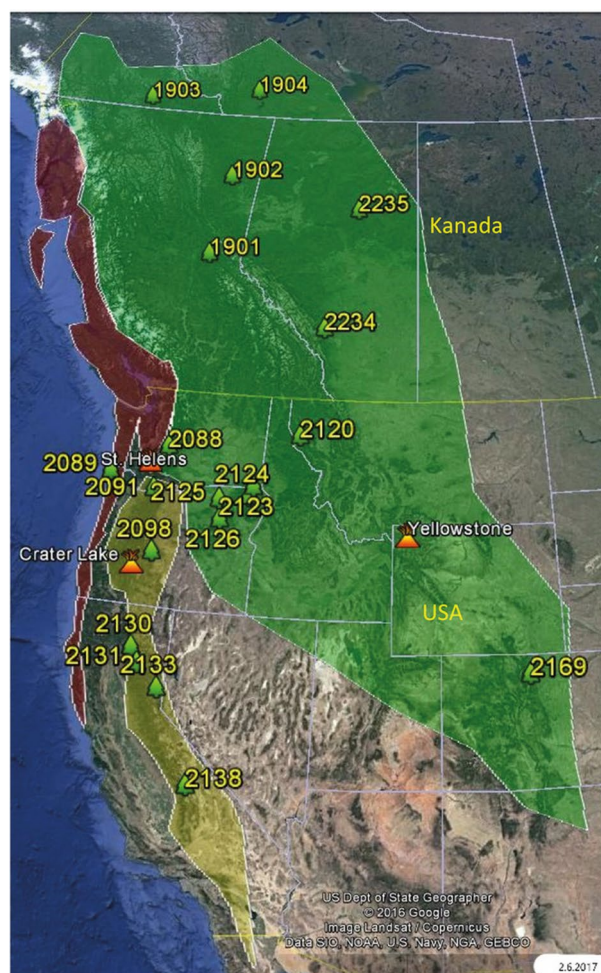 1903
1904
1902
2235
Kanada
1901
2234
2120
2088
St. Helens
2089
2091
2125
2124
2123
2126
2098
Crater Lake
Yellowstone
USA
2130
2131
2133
2169
2138
US Dept of State Geographer
© 2016 Google
Image Landsat / Copernicus
Data SIO, NOAA, U.S. Navy, NGA, GEBCO
2.6.2017